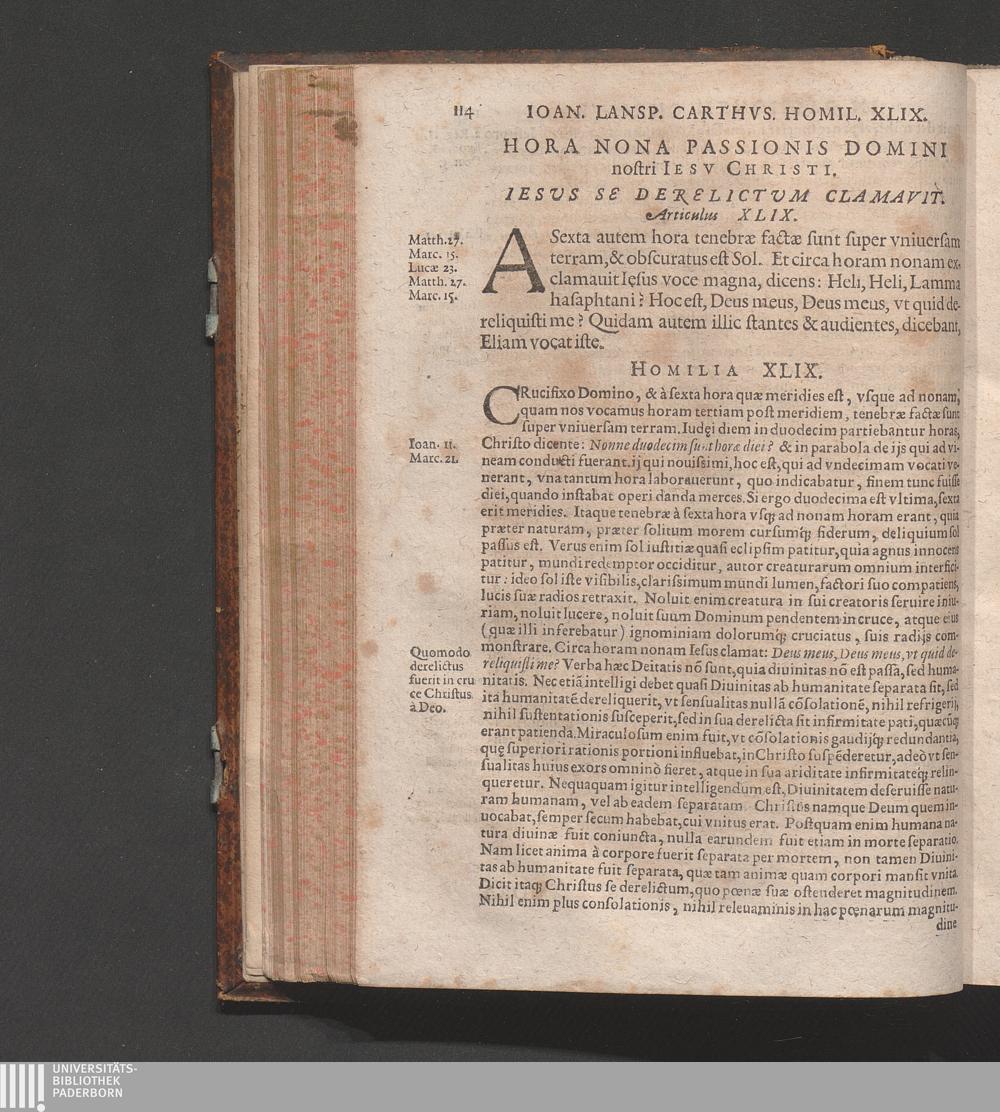 114 IOAN. LANSP. CARTHVS. HOMIL. XLIX.
HORA NONA PASSIONIS DOMINI
noſtri IESV CHRISTI.
IESVS SE DERELICTVM CLAMAVIT.
Articulus XLIX.
Matth.27.
Marc. 15.
Lucæ 23.
Matth. 27.
Marc. 15.
A Sexta autem hora tenebræ factæ ſunt ſuper vniuerſam
terram, & obſcuratus eſt Sol. Et circa horam nonam ex-
clamauit Ieſus voce magna, dicens: Heli, Heli, Lamma
haſaphtani? Hoc eſt, Deus meus, Deus meus, vt quid de-
reliquiſti me? Quidam autem illic ſtantes & audientes, dicebant,
Eliam vocat iſte.
HOMILIA XLIX.
CRucifixo Domino, & à ſexta hora quæ meridies eſt, vſque ad nonam,
quam nos vocamus horam tertiam poſt meridiem, tenebræ factæ ſunt
ſuper vniuerſam terram. Iudęi diem in duodecim partiebantur horas,
Ioan. 11.
Marc. 21.
Chriſto dicente: Nonne duodecim ſunt horæ diei? & in parabola de ijs qui ad vi-
neam conducti fuerant. ij qui nouiſsimi, hoc eſt, qui ad vndecimam vocati ve-
nerant, vna tantum hora laborauerunt, quo indicabatur, finem tunc fuiſſe
diei, quando inſtabat operi danda merces. Si ergo duodecima eſt vltima, ſexta
erit meridies. Itaque tenebræ à ſexta hora vſq; ad nonam horam erant, quia
præter naturam, præter ſolitum morem curſumq́; ſiderum, deliquium ſol
paſſus eſt. Verus enim ſol iuſtitiæ quaſi eclipſim patitur, quia agnus innocens
patitur, mundi redemptor occiditur, autor creaturarum omnium interfici-
tur: ideo ſol iſte viſibilis, clariſsimum mundi lumen, factori ſuo compatiens,
lucis ſuæ radios retraxit. Noluit enim creatura in ſui creatoris ſeruire iniu-
riam, noluit lucere, noluit ſuum Dominum pendentem in cruce, atque eius
(quæ illi inferebatur) ignominiam dolorumq́; cruciatus, ſuis radijs com-
monſtrare. Circa horam nonam Ieſus clamat: Deus meus, Deus meus, vt quid de-
Quomodo
derelictus
fuerit in cru
ce Chriſtus
à Deo.
reliquiſti me? Verba hæc Deitatis nõ ſunt, quia diuinitas nõ eſt paſſa, ſed huma-
nitatis. Nec etiã intelligi debet quaſi Diuinitas ab humanitate ſeparata ſit, ſed
ita humanitatē dereliquerit, vt ſenſualitas nullã cõſolationē, nihil refrigerij,
nihil ſuſtentationis ſuſceperit, ſed in ſua derelicta ſit infirmitate pati, quæcũq;
erant patienda. Miraculoſum enim fuit, vt cõſolationis gaudijq́; redundantia,
quę ſuperiori rationis portioni influebat, in Chriſto ſuſpēderetur, adeò vt ſen-
ſualitas huius exors omninò fieret, atque in ſua ariditate infirmitateq́; relin-
queretur. Nequaquam igitur intelligendum eſt, Diuinitatem deſeruiſſe natu-
ram humanam, vel ab eadem ſeparatam. Chriſtus namque Deum quem in-
uocabat, ſemper ſecum habebat, cui vnitus erat. Poſtquam enim humana na-
tura diuinæ fuit coniuncta, nulla earundem fuit etiam in morte ſeparatio.
Nam licet anima à corpore fuerit ſeparata per mortem, non tamen Diuini-
tas ab humanitate fuit ſeparata, quæ tam animæ quam corpori manſit vnita.
Dicit itaq; Chriſtus ſe derelictum, quo pœnæ ſuæ oſtenderet magnitudinem.
Nihil enim plus conſolationis, nihil releuaminis in hac pœnarum magnitu-
dine
UNIVERSITÄTS-
BIBLIOTHEK
PADERBORN